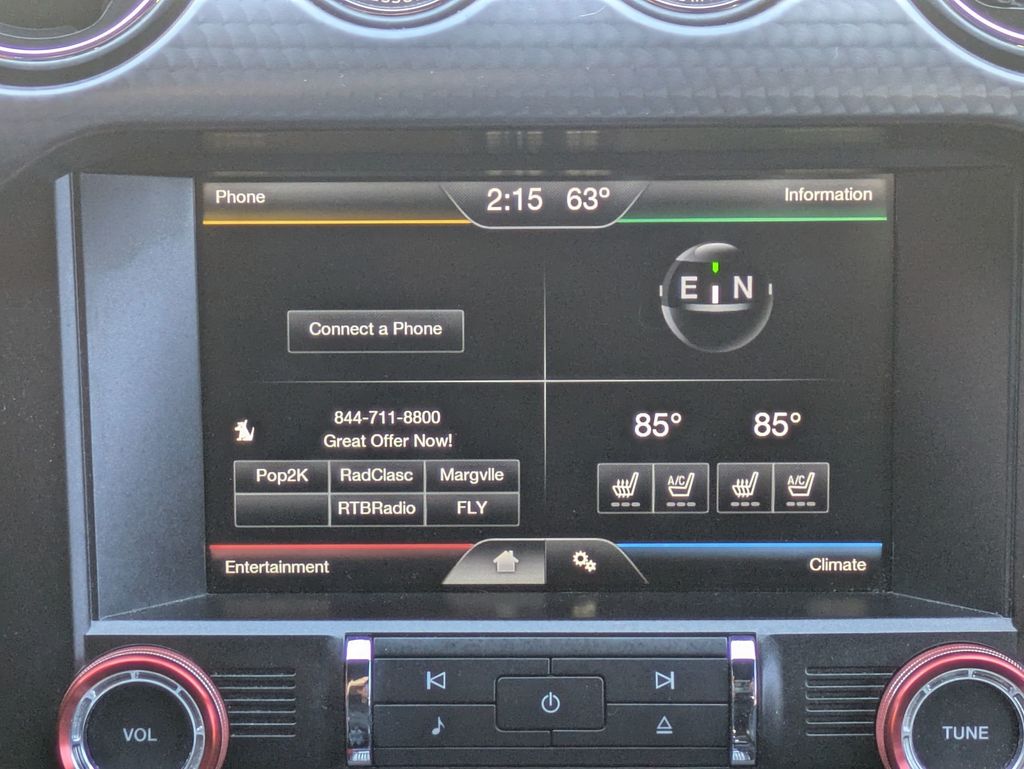 Phone
2:15 63°
Information
E N
Connect a Phone
844-711-8800
Great Offer Now!
Pop2K RadClasc Margvlle
RTBRadio FLY
85° 85°
A/C A/C
Entertainment
Climate
VOL
TUNE